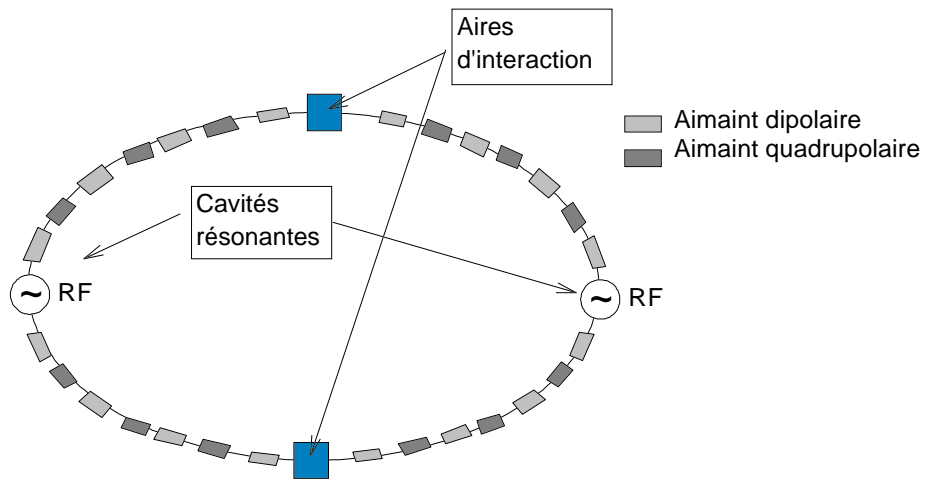 Aires
d'interaction
Aimaint dipolaire
Aimaint quadrupolaire
Cavités
résonantes
~ RF
~ RF